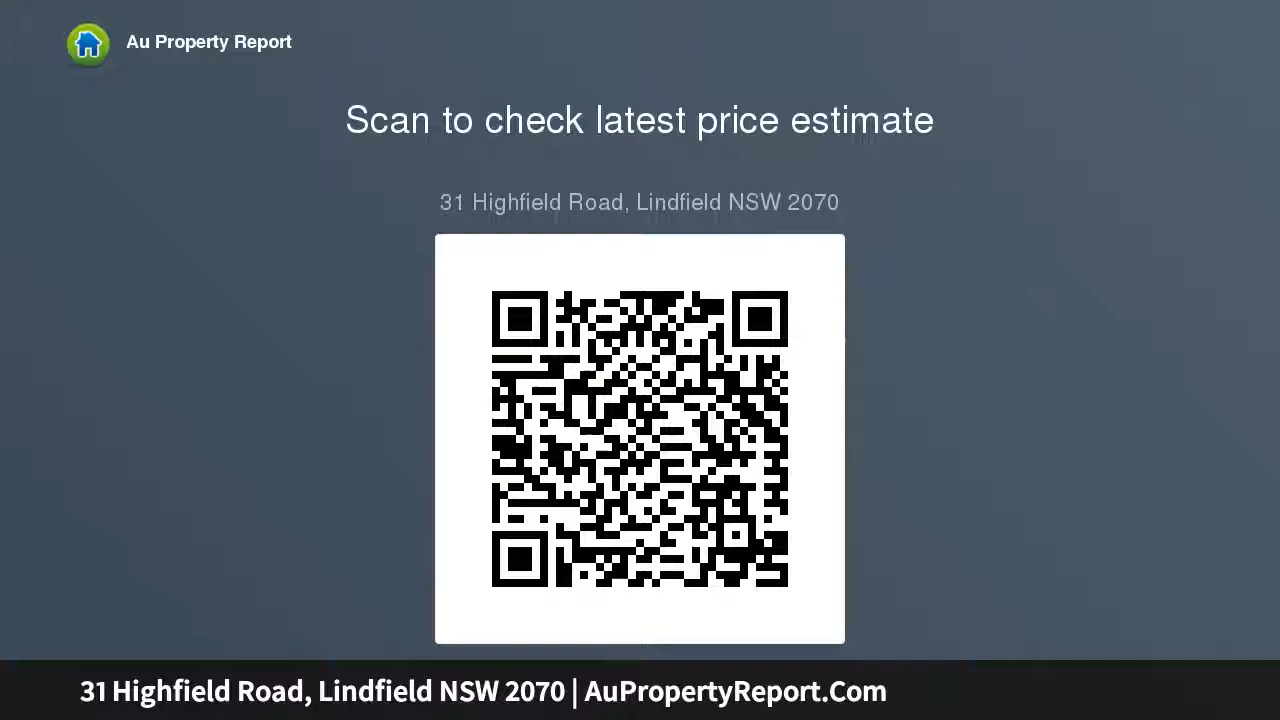 Au Property Report
Scan to check latest price estimate
31 Highfield Road, Lindfield NSW 2070
31 Highfield Road, Lindfield NSW 2070 | AuPropertyReport.Com